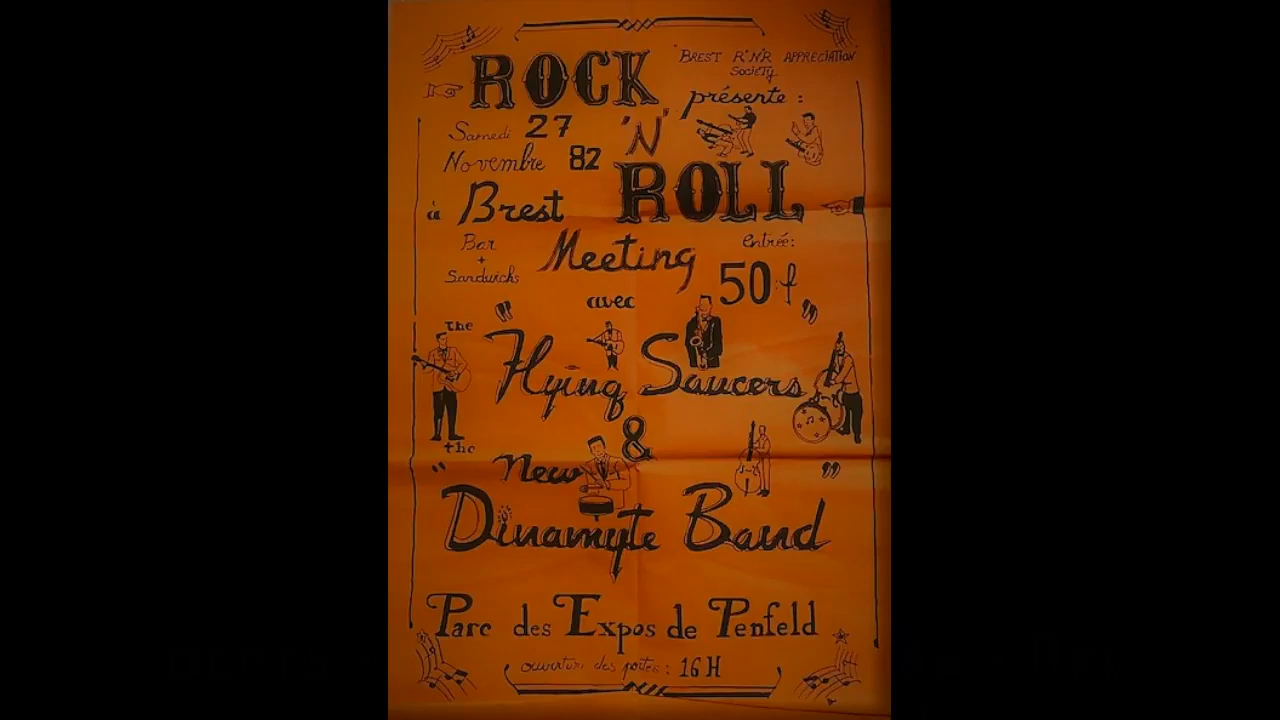 ROCK
"BREST R'N'R APPRECIATION"
Society
présente :
Samedi 27
Novembre 82
'N'
ROLL
à Brest
Meeting
Bar
+
Sandwichs
entrée:
50 f
avec
the
"Flying Saucers"
&
the
"New
Dinamyte Band"
Parc des Expos de Penfeld
ouverture des portes : 16 H